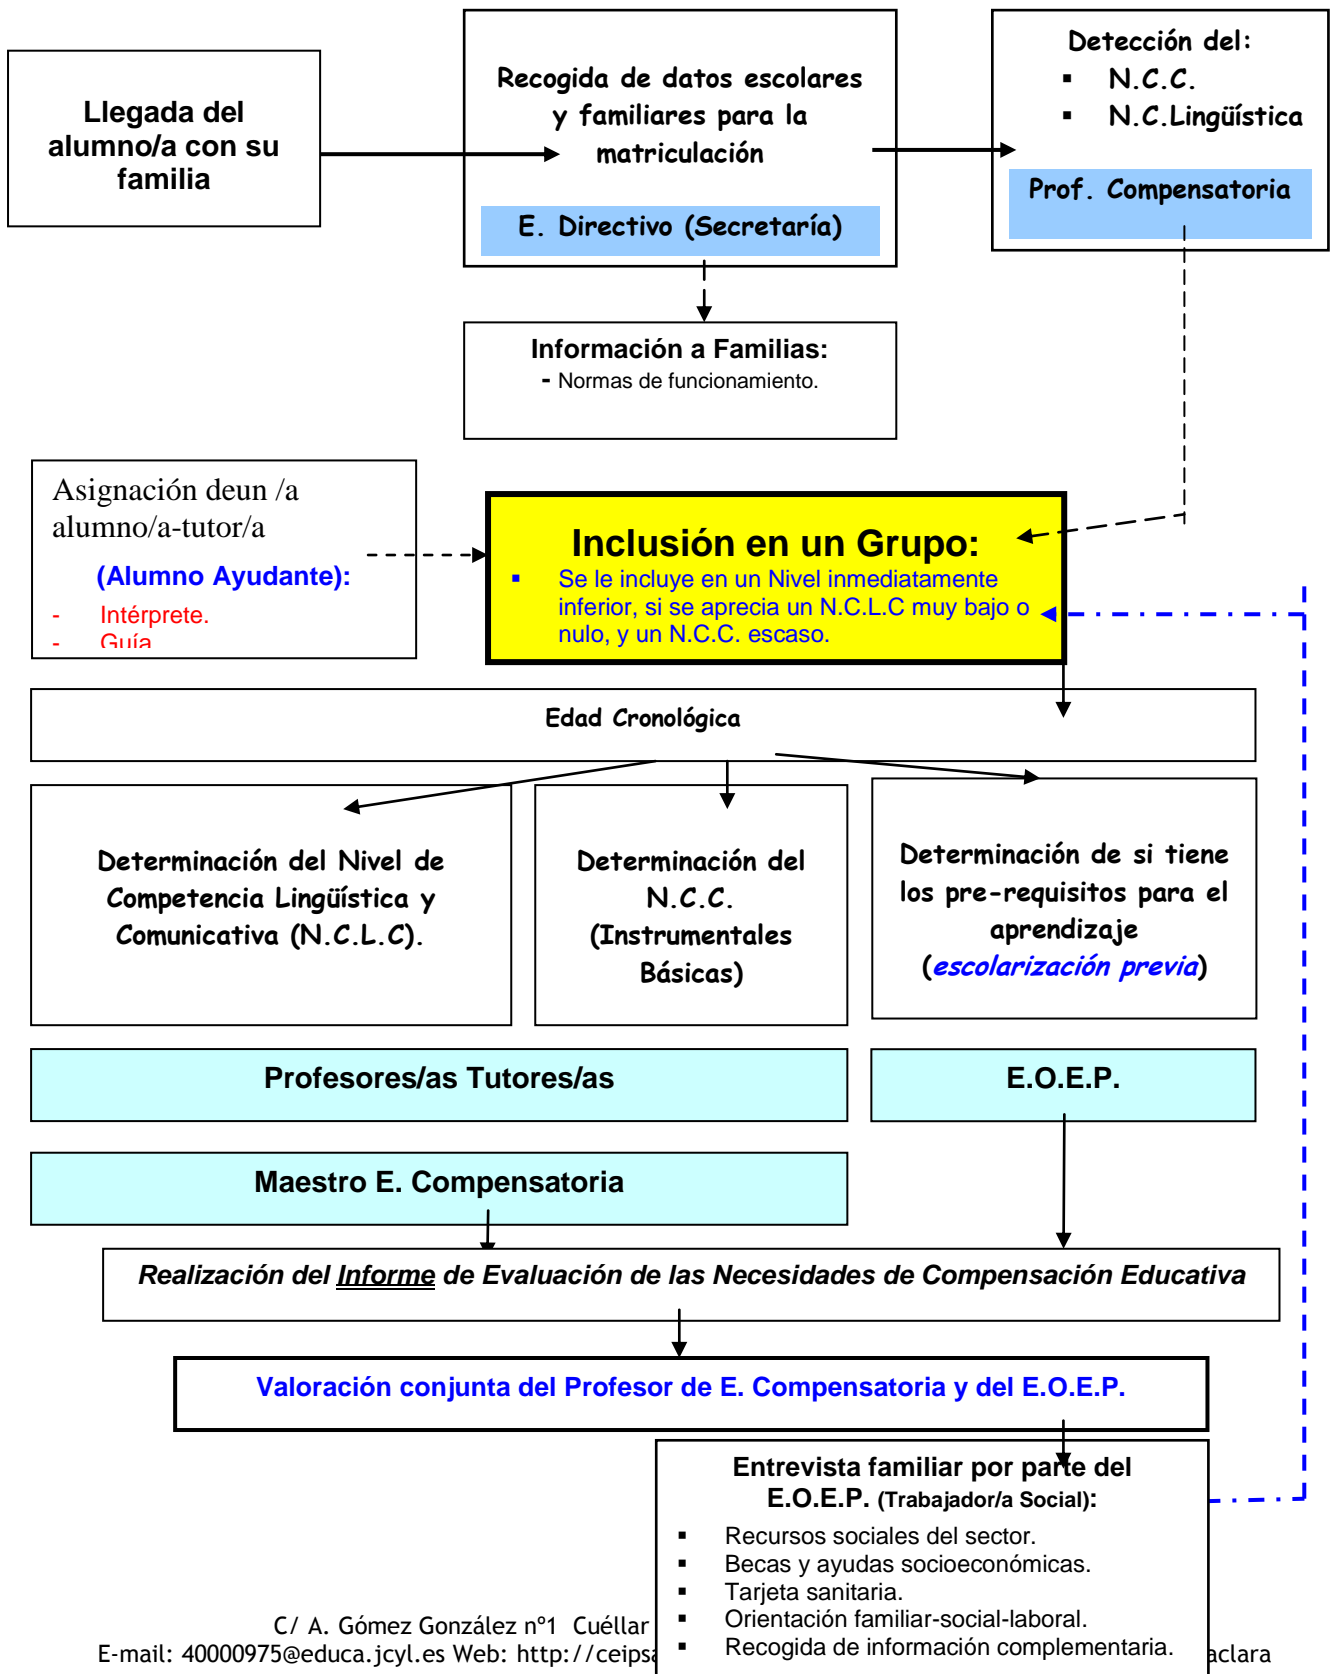 Llegada del
alumno/a con su
familia
Recogida de datos escolares
y familiares para la
matriculación
E. Directivo (Secretaría)
Detección del:
▪ N.C.C.
▪ N.C.Lingüística
Prof. Compensatoria
Información a Familias:
- Normas de funcionamiento.
Asignación deun /a
alumno/a-tutor/a
(Alumno Ayudante):
- Intérprete.
- Guía
Inclusión en un Grupo:
▪ Se le incluye en un Nivel inmediatamente
inferior, si se aprecia un N.C.L.C muy bajo o
nulo, y un N.C.C. escaso.
Edad Cronológica
Determinación del Nivel de
Competencia Lingüística y
Comunicativa (N.C.L.C).
Determinación del
N.C.C.
(Instrumentales
Básicas)
Determinación de si tiene
los pre-requisitos para el
aprendizaje
(escolarización previa)
Profesores/as Tutores/as
E.O.E.P.
Maestro E. Compensatoria
Realización del Informe de Evaluación de las Necesidades de Compensación Educativa
Valoración conjunta del Profesor de E. Compensatoria y del E.O.E.P.
Entrevista familiar por parte del
E.O.E.P. (Trabajador/a Social):
▪ Recursos sociales del sector.
▪ Becas y ayudas socioeconómicas.
▪ Tarjeta sanitaria.
▪ Orientación familiar-social-laboral.
▪ Recogida de información complementaria.
C/ A. Gómez González nº1 Cuéllar
E-mail: 40000975@educa.jcyl.es Web: http://ceipsa aclara